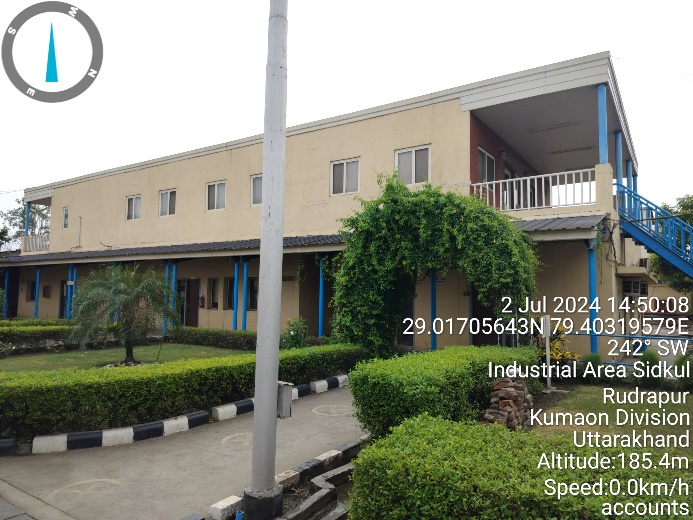 W
S
N
E
2 Jul 2024 14:50:08
29.01705643N 79.40319579E
242° SW
Industrial Area Sidkul
Rudrapur
Kumaon Division
Uttarakhand
Altitude:185.4m
Speed:0.0km/h
accounts